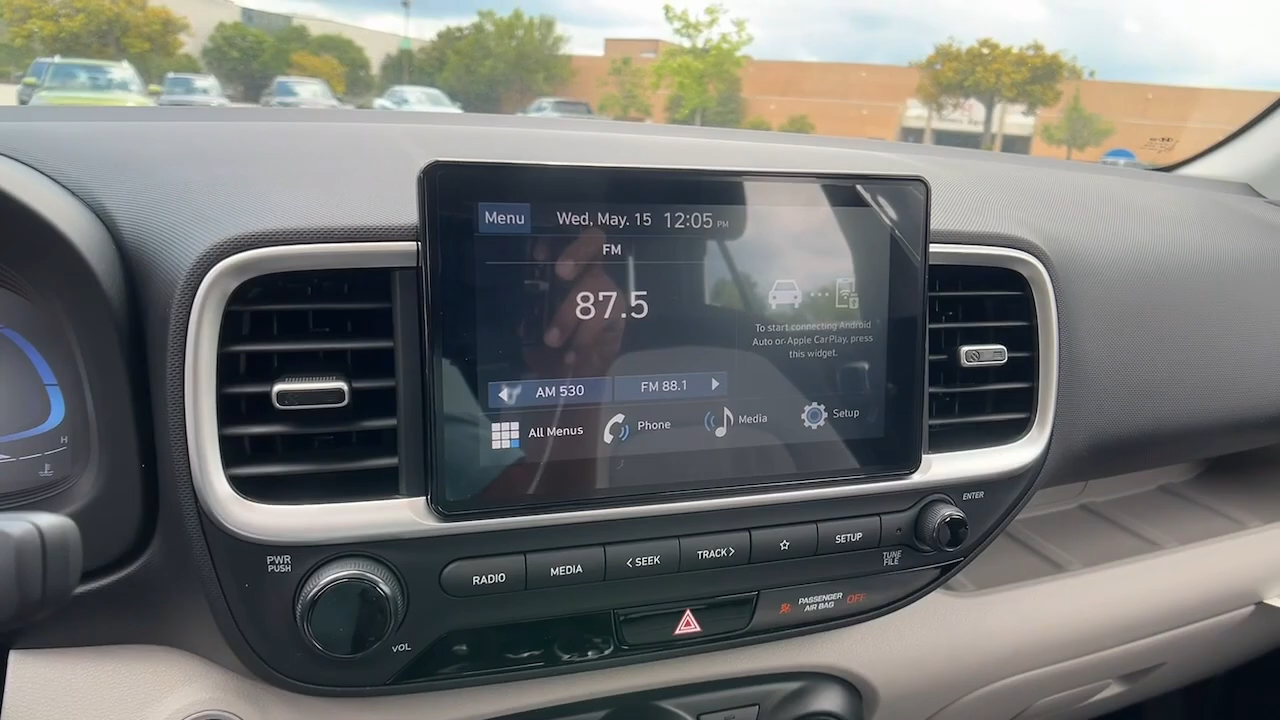 Menu Wed, May. 15 12:05 PM
FM
87.5
To start connecting Android
Auto or Apple CarPlay, press
this widget.
AM 530 FM 88.1
All Menus Phone Media Setup
H
ENTER
PWR
PUSH
RADIO MEDIA < SEEK TRACK > SETUP
TUNE
FILE
VOL
PASSENGER
AIR BAG OFF